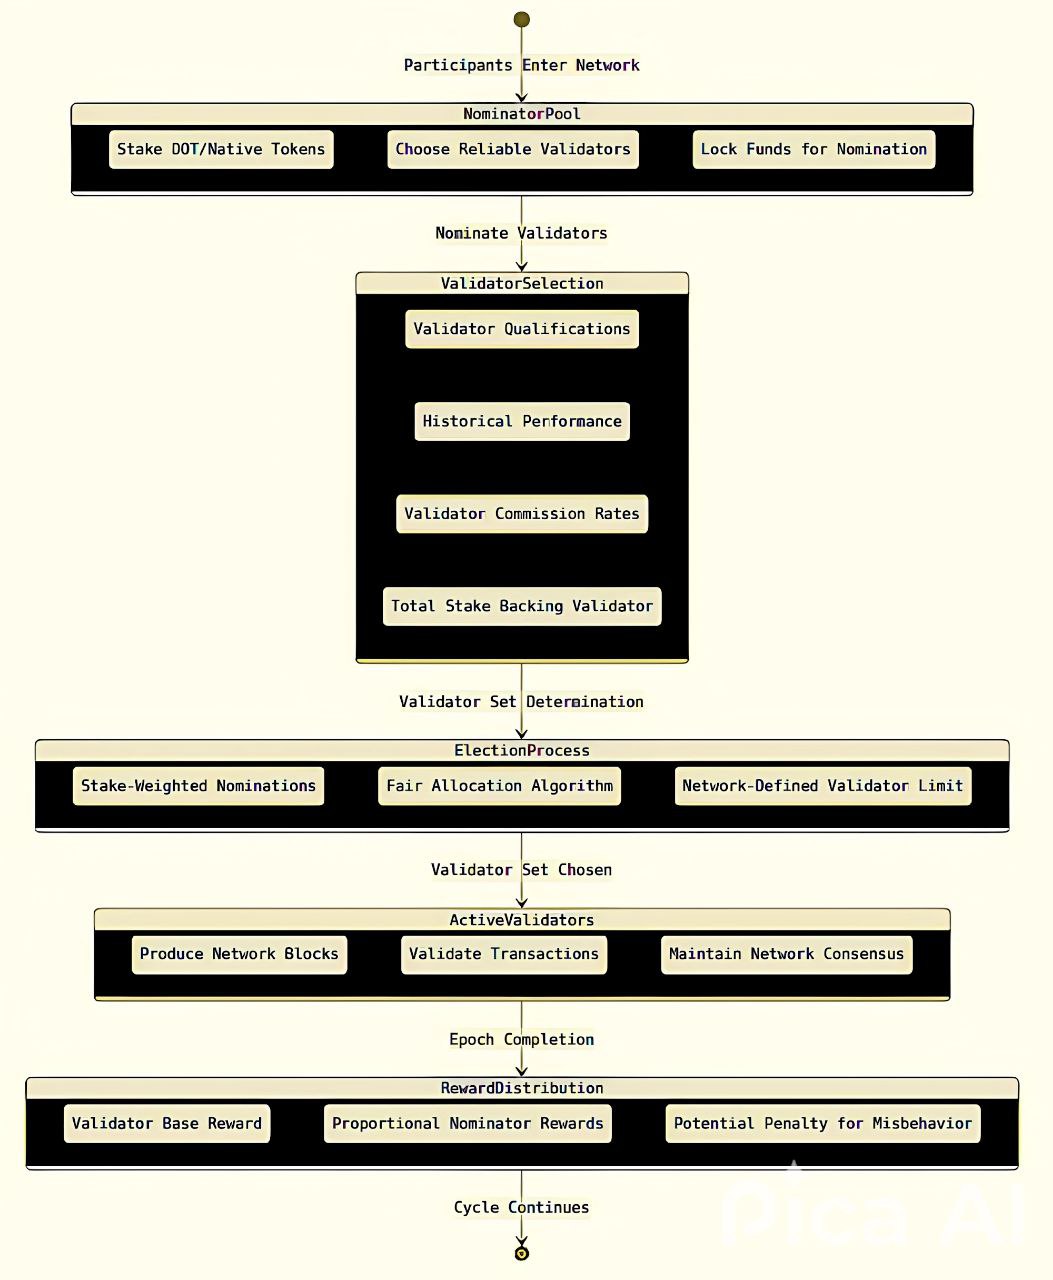 Participants Enter Network
NominatorPool
Stake DOT/Native Tokens
Choose Reliable Validators
Lock Funds for Nomination
Nominate Validators
ValidatorSelection
Validator Qualifications
Historical Performance
Validator Commission Rates
Total Stake Backing Validator
Validator Set Determination
ElectionProcess
Stake-Weighted Nominations
Fair Allocation Algorithm
Network-Defined Validator Limit
Validator Set Chosen
ActiveValidators
Produce Network Blocks
Validate Transactions
Maintain Network Consensus
Epoch Completion
RewardDistribution
Validator Base Reward
Proportional Nominator Rewards
Potential Penalty for Misbehavior
Cycle Continues
Pica AI